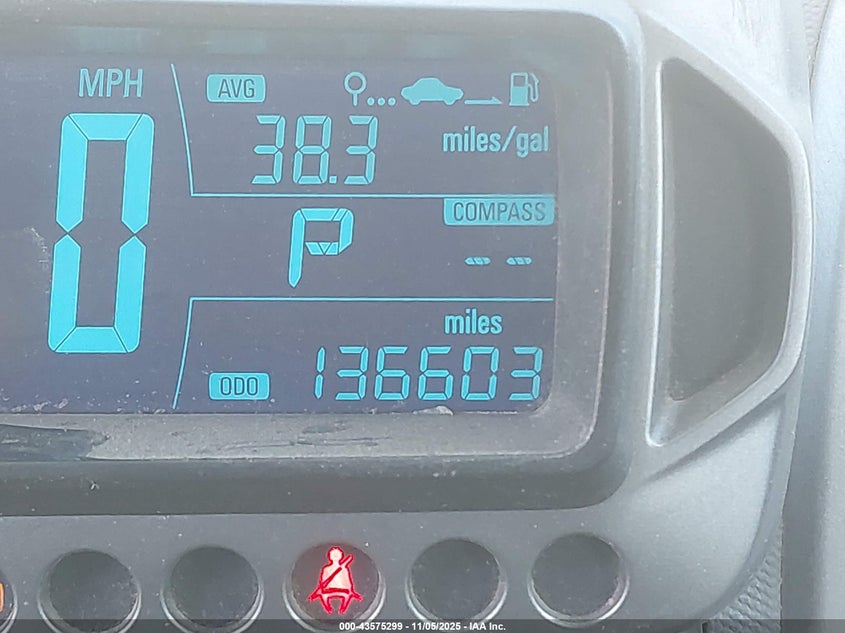 MPH
0
AVG
38.3 miles/gal
P
COMPASS
-- --
miles
ODO 136603
000-43575299 - 11/05/2025 - IAA Inc.